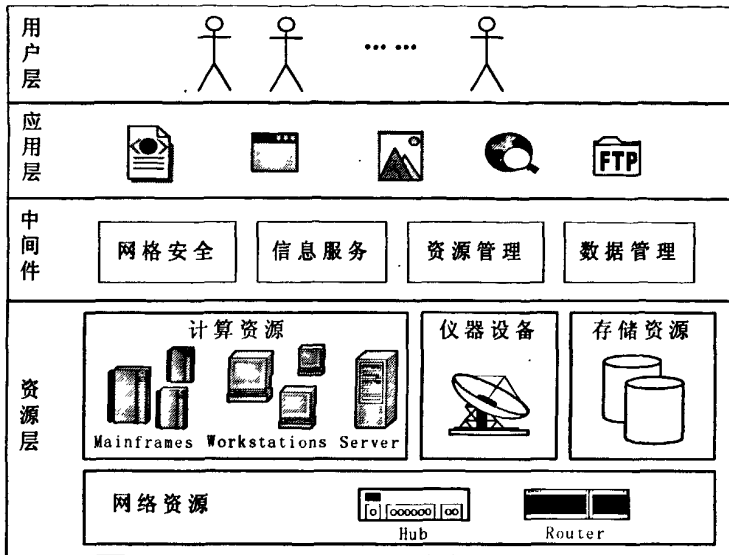 用户层
…… 
应用层
FTP
中间件
网格安全
信息服务
资源管理
数据管理
资源层
计算资源
仪器设备
存储资源
Mainframes Workstations Server
网络资源
Hub
Router